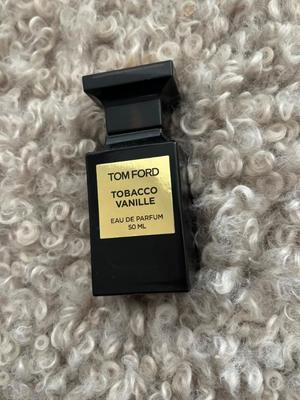 TOM FORD
TOBACCO
VANILLE
EAU DE PARFUM
50 ML